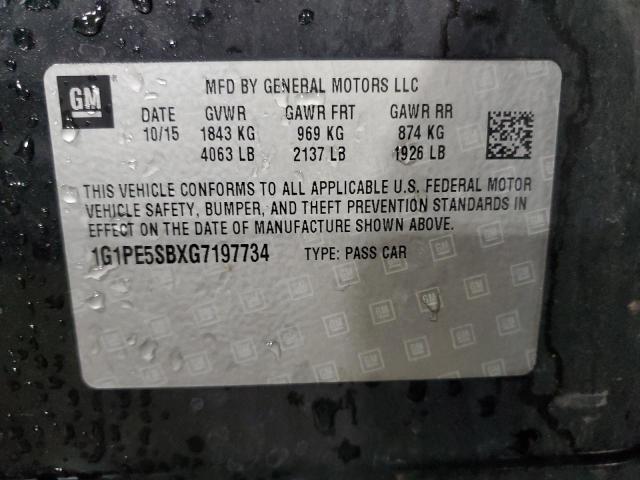 GM ® MFD BY GENERAL MOTORS LLC
DATE GVWR GAWR FRT GAWR RR
10/15 1843 KG 969 KG 874 KG
4063 LB 2137 LB 1926 LB
THIS VEHICLE CONFORMS TO ALL APPLICABLE U.S. FEDERAL MOTOR
VEHICLE SAFETY, BUMPER, AND THEFT PREVENTION STANDARDS IN
EFFECT ON THE DATE OF MANUFACTURE SHOWN ABOVE.
1G1PE5SBXG7197734 TYPE: PASS CAR